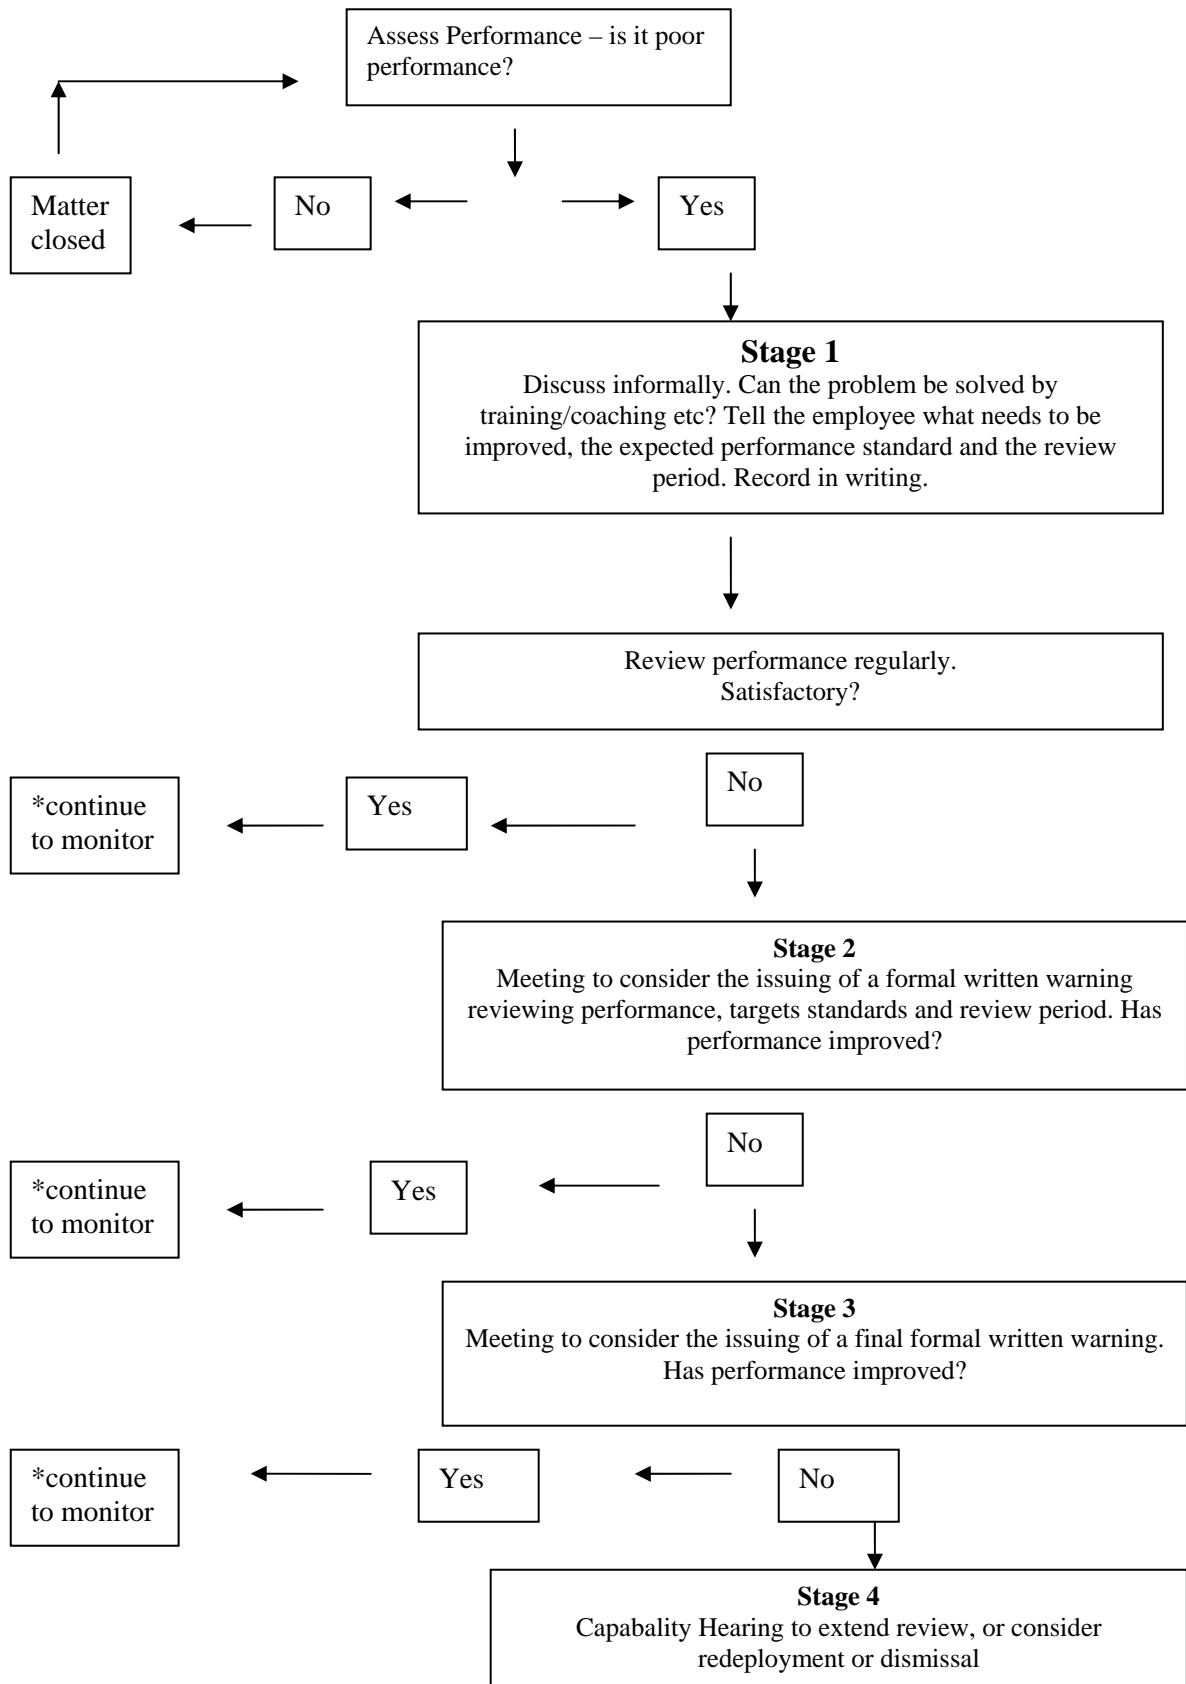 Assess Performance – is it poor
performance?
Matter
closed
No
Yes
Stage 1
Discuss informally. Can the problem be solved by
training/coaching etc? Tell the employee what needs to be
improved, the expected performance standard and the review
period. Record in writing.
Review performance regularly.
Satisfactory?
*continue
to monitor
Yes
No
Stage 2
Meeting to consider the issuing of a formal written warning
reviewing performance, targets standards and review period. Has
performance improved?
*continue
to monitor
Yes
No
Stage 3
Meeting to consider the issuing of a final formal written warning.
Has performance improved?
*continue
to monitor
Yes
No
Stage 4
Capabality Hearing to extend review, or consider
redeployment or dismissal